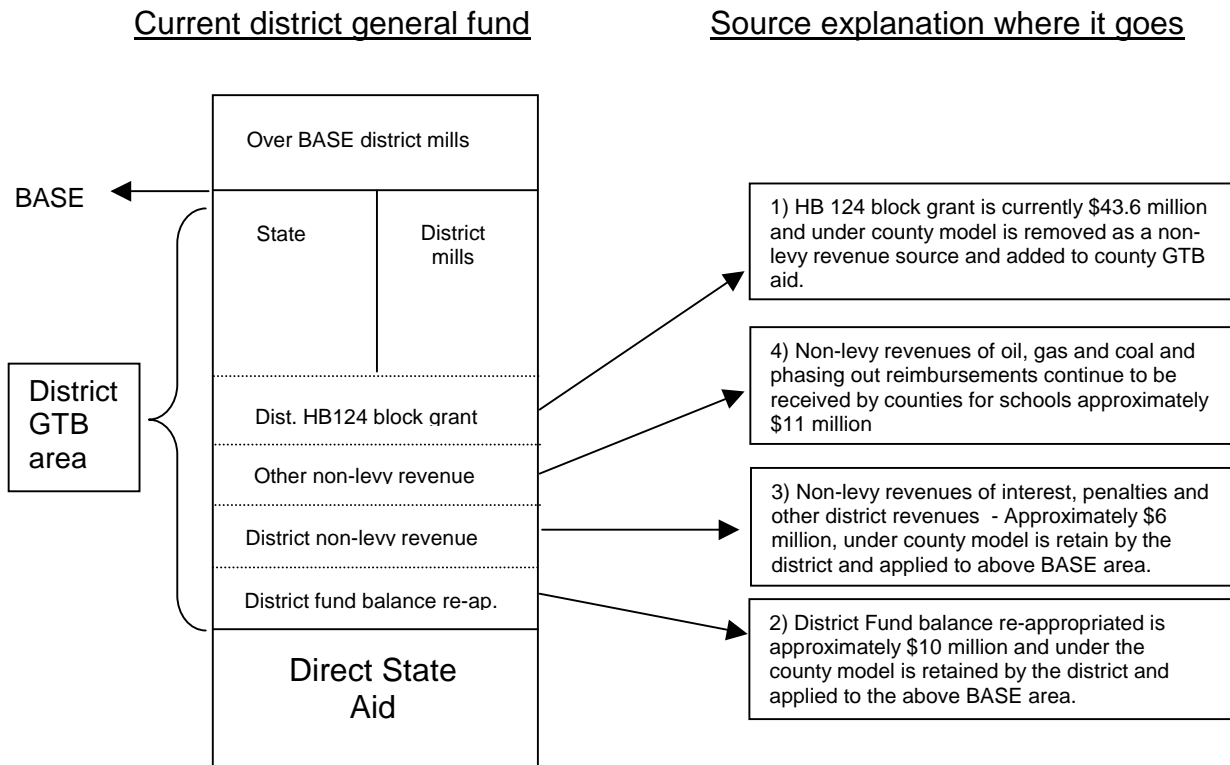 Current district general fund
Source explanation where it goes
Over BASE district mills
BASE
State
District
mills
District
GTB
area
Dist. HB124 block grant
Other non-levy revenue
District non-levy revenue
District fund balance re-ap.
Direct State
Aid
1) HB 124 block grant is currently $43.6 million
and under county model is removed as a non-
levy revenue source and added to county GTB
aid.
4) Non-levy revenues of oil, gas and coal and
phasing out reimbursements continue to be
received by counties for schools approximately
$11 million
3) Non-levy revenues of interest, penalties and
other district revenues - Approximately $6
million, under county model is retain by the
district and applied to above BASE area.
2) District Fund balance re-appropriated is
approximately $10 million and under the
county model is retained by the district and
applied to the above BASE area.